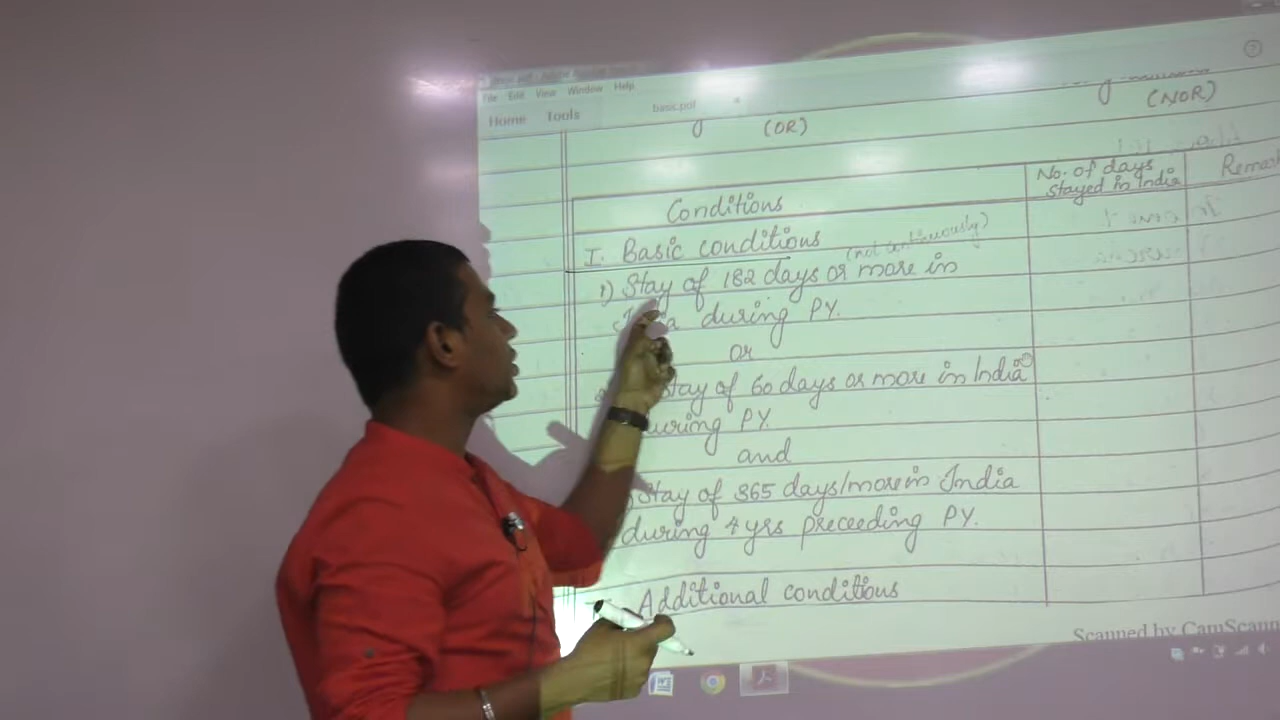 File Edit View Window Help
Home Tools basic.pdf
(OR)
(NOR)
Conditions
No. of days
stayed in India
I. Basic conditions (not continuously)
1) Stay of 182 days or more in
during PY.
or
Stay of 60 days or more in India
during PY.
and
Stay of 365 days/more in India
during 4 yrs preceeding PY.
Additional conditions
Scanned by CamScann